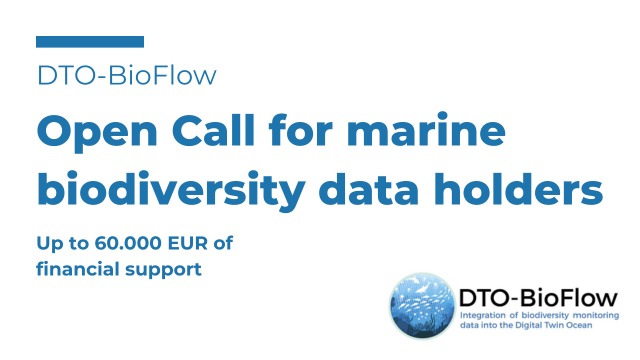 DTO-BioFlow
Open Call for marine
biodiversity data holders
Up to 60.000 EUR of
financial support
DTO-BioFlow
Integration of biodiversity monitoring
data into the Digital Twin Ocean